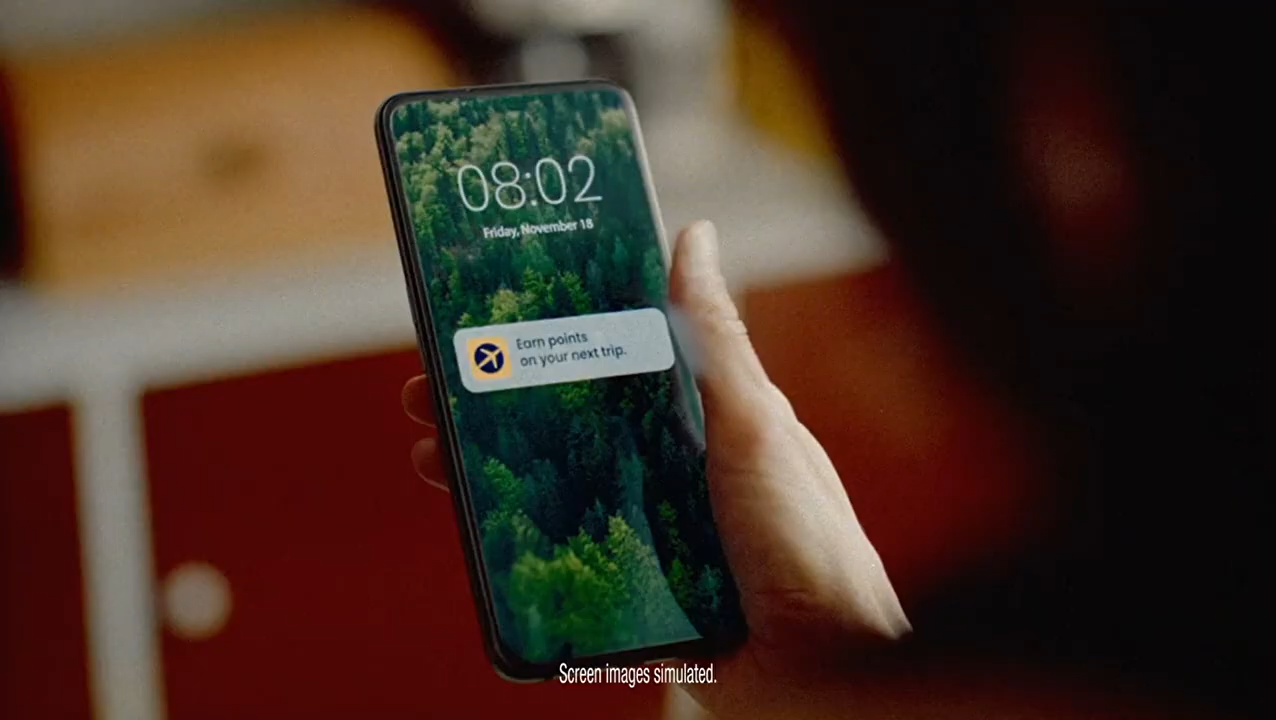 08:02
Friday, November 18
Earn points
on your next trip.
Screen images simulated.